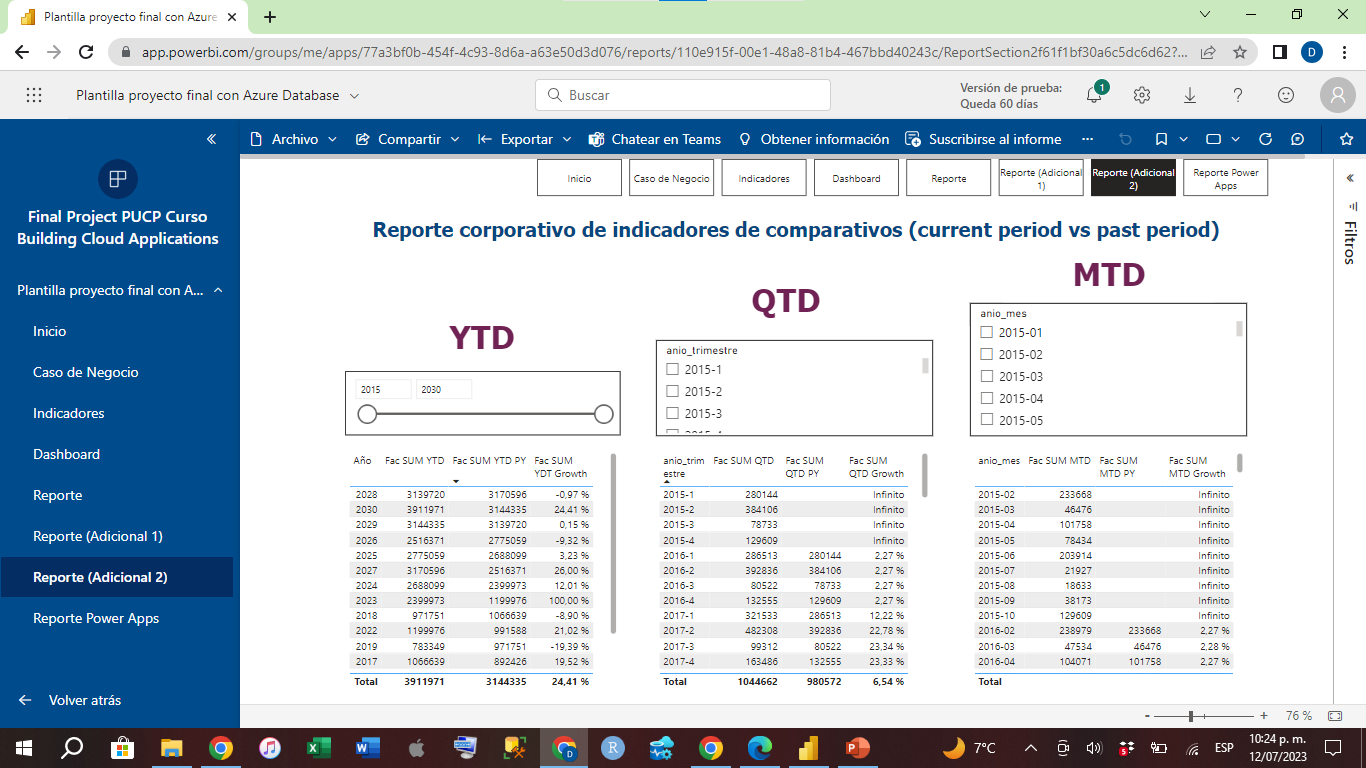 Plantilla proyecto final con Azure
app.powerbi.com/groups/me/apps/77a3bf0b-454f-4c93-8d6a-a63e50d3d076/reports/110e915f-00e1-48a8-81b4-467bbd40243c/ReportSection2f61f1bf30a6c5dc6d62?...
D
Plantilla proyecto final con Azure Database
Buscar
Versión de prueba:
Queda 60 días
1
Archivo
Compartir
Exportar
Chatear en Teams
Obtener información
Suscribirse al informe
Final Project PUCP Curso
Building Cloud Applications
Plantilla proyecto final con A...
Inicio
Caso de Negocio
Indicadores
Dashboard
Reporte
Reporte (Adicional 1)
Reporte (Adicional 2)
Reporte Power Apps
Volver atrás
Inicio
Caso de Negocio
Indicadores
Dashboard
Reporte
Reporte (Adicional
1)
Reporte (Adicional
2)
Reporte Power
Apps
Filtros
Reporte corporativo de indicadores de comparativos (current period vs past period)
YTD
2015 2030
Año Fac SUM YTD Fac SUM YTD PY Fac SUM
YDT Growth
2028 3139720 3170596 -0,97 %
2030 3911971 3144335 24,41 %
2029 3144335 3139720 0,15 %
2026 2516371 2775059 -9,32 %
2025 2775059 2688099 3,23 %
2027 3170596 2516371 26,00 %
2024 2688099 2399973 12,01 %
2023 2399973 1199976 100,00 %
2018 971751 1066639 -8,90 %
2022 1199976 991588 21,02 %
2019 783349 971751 -19,39 %
2017 1066639 892426 19,52 %
Total 3911971 3144335 24,41 %
QTD
anio_trimestre
2015-1
2015-2
2015-3
2015-4
anio_trim Fac SUM QTD Fac SUM Fac SUM
estre QTD PY QTD Growth
2015-1 280144 Infinito
2015-2 384106 Infinito
2015-3 78733 Infinito
2015-4 129609 Infinito
2016-1 286513 280144 2,27 %
2016-2 392836 384106 2,27 %
2016-3 80522 78733 2,27 %
2016-4 132555 129609 2,27 %
2017-1 321533 286513 12,22 %
2017-2 482308 392836 22,78 %
2017-3 99312 80522 23,34 %
2017-4 163486 132555 23,33 %
Total 1044662 980572 6,54 %
MTD
anio_mes
2015-01
2015-02
2015-03
2015-04
2015-05
anio_mes Fac SUM MTD Fac SUM Fac SUM
MTD PY MTD Growth
2015-02 233668 Infinito
2015-03 46476 Infinito
2015-04 101758 Infinito
2015-05 78434 Infinito
2015-06 203914 Infinito
2015-07 21927 Infinito
2015-08 18633 Infinito
2015-09 38173 Infinito
2015-10 129609 Infinito
2016-02 238979 233668 2,27 %
2016-03 47534 46476 2,28 %
2016-04 104071 101758 2,27 %
Total
76 %
7°C
ESP
10:24 p. m.
12/07/2023